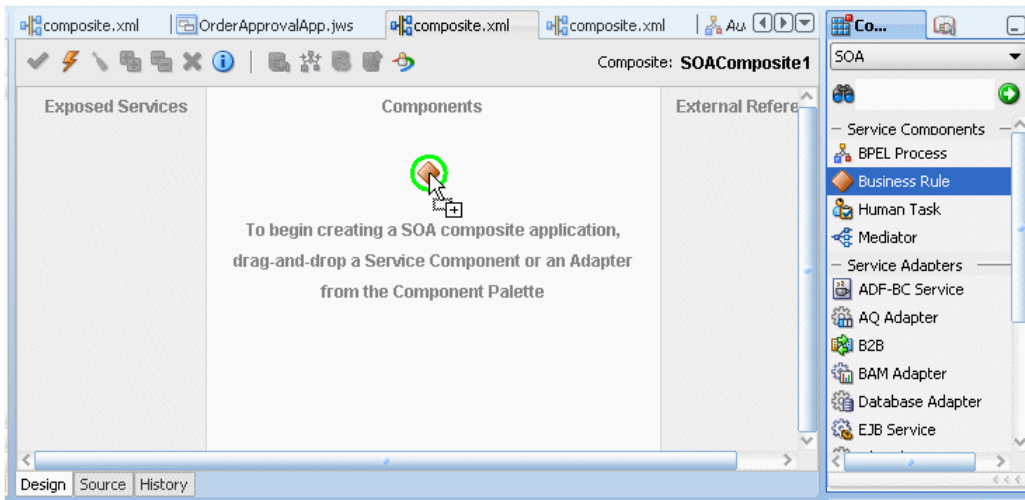 composite.xml OrderApprovalApp.jws composite.xml composite.xml Au Co...
Composite: SOAComposite1
SOA
Exposed Services Components External Refere
Service Components
BPEL Process
Business Rule
Human Task
Mediator
To begin creating a SOA composite application,
drag-and-drop a Service Component or an Adapter
from the Component Palette
Service Adapters
ADF-BC Service
AQ Adapter
B2B
BAM Adapter
Database Adapter
EJB Service
Design Source History